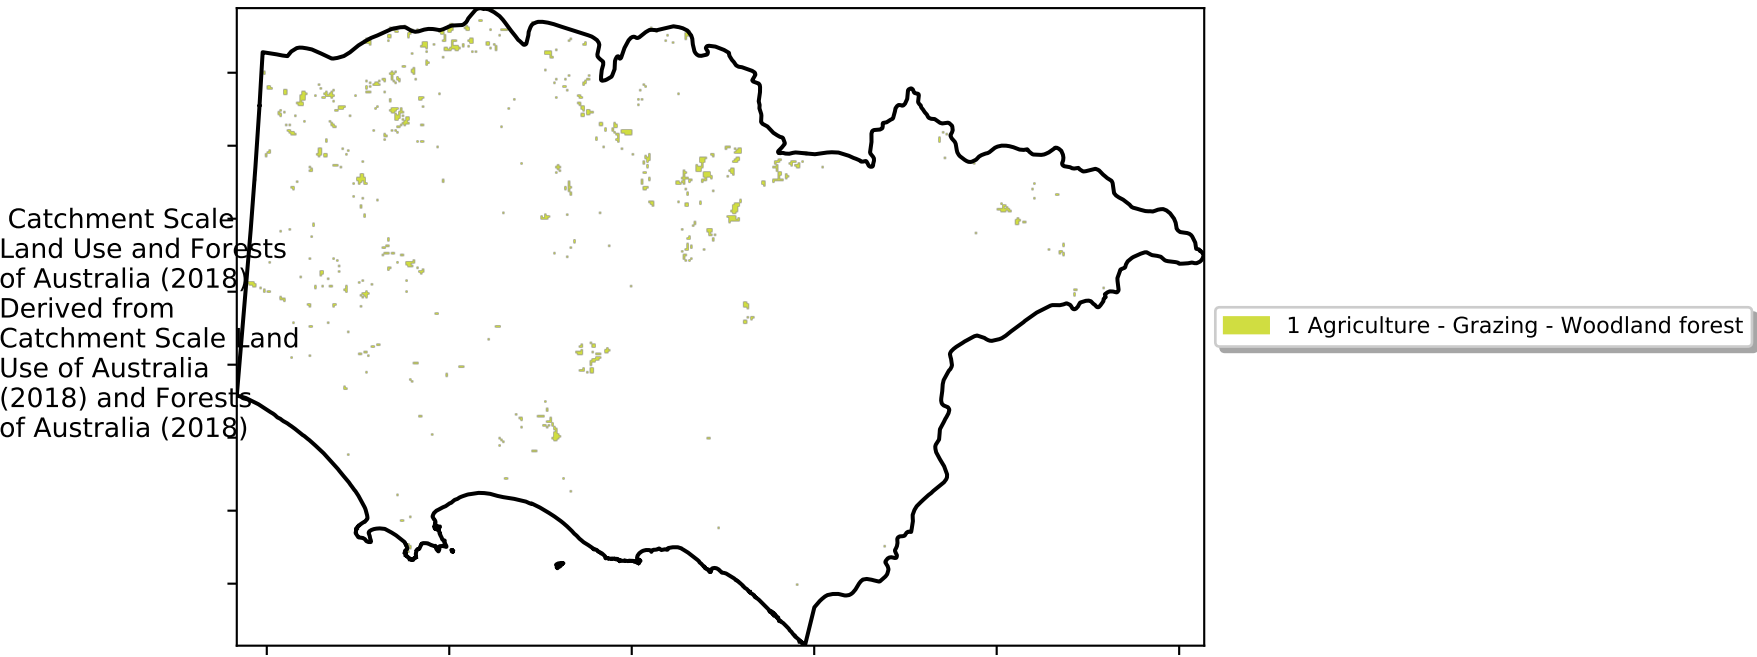 Catchment Scale
Land Use and Forests
of Australia (2018)
Derived from
Catchment Scale Land
Use of Australia
(2018) and Forests
of Australia (2018)
1 Agriculture - Grazing - Woodland forest